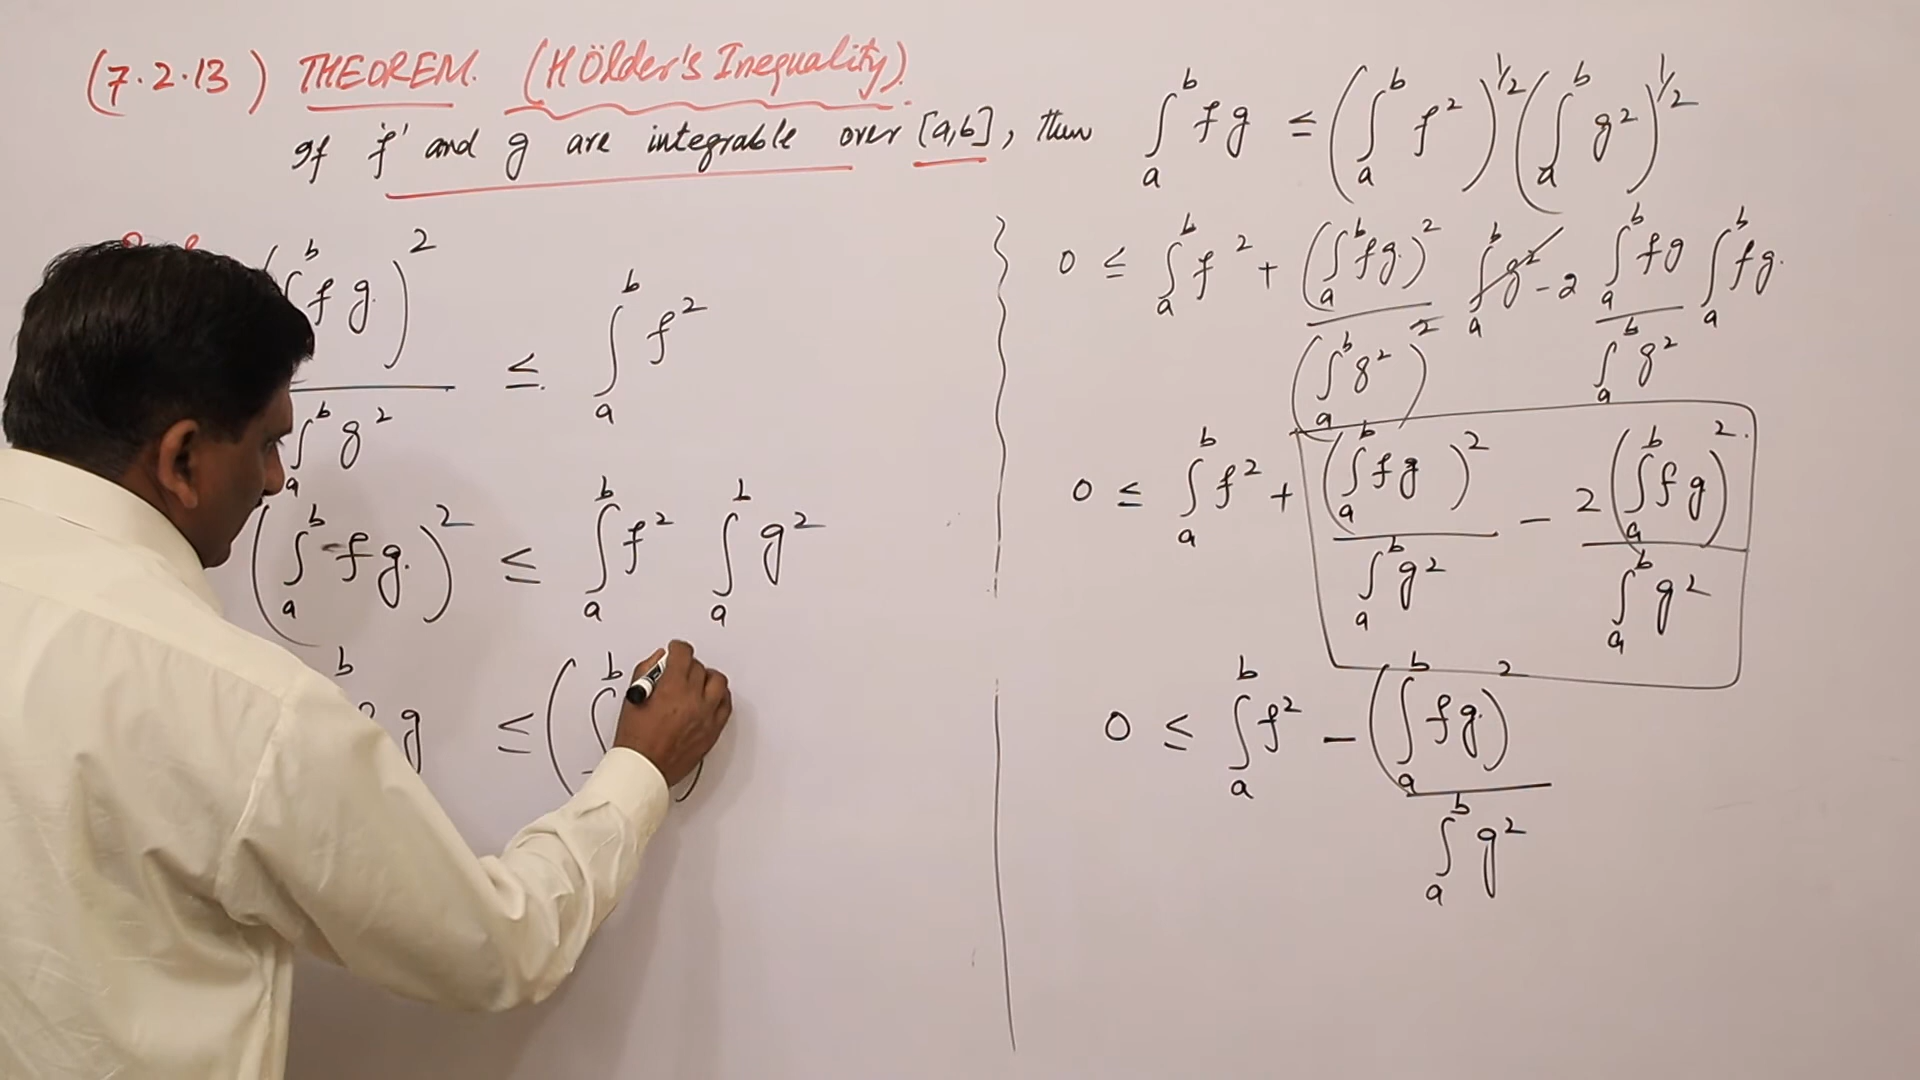 (7.2.13) THEOREM. (HÖlder's Inequality).
If 'f' and g are integrable over [a,b], then ∫_a^b fg ≤ (∫_a^b f²)^1/2 (∫_a^b g²)^1/2
(∫^b f g.)² / ∫_a^b g² ≤. ∫_a^b f²
(∫_a^b f g.)² ≤ ∫_a^b f² ∫_a^b g²
b g ≤ (∫^b
0 ≤ ∫_a^b f² + (∫_a^b fg.)² / (∫_a^b g²)² ∫_a^b g² - 2 ∫_a^b fg / ∫_a^b g² ∫_a^b fg.
0 ≤ ∫_a^b f² + (∫_a^b fg)² / ∫_a^b g² - 2(∫_a^b fg)² / ∫_a^b g²
0 ≤ ∫_a^b f² - (∫_a^b fg)² / ∫_a^b g²